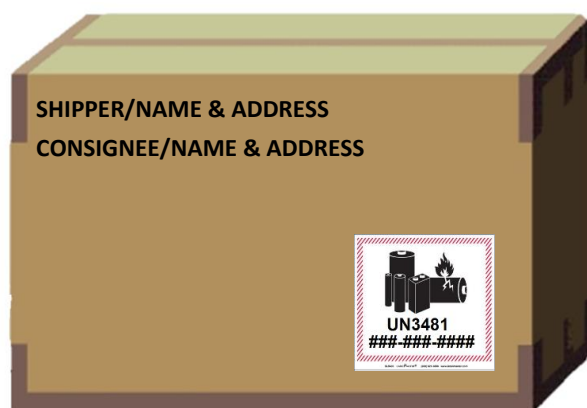 SHIPPER/NAME & ADDRESS
CONSIGNEE/NAME & ADDRESS
UN3481
###-###-####